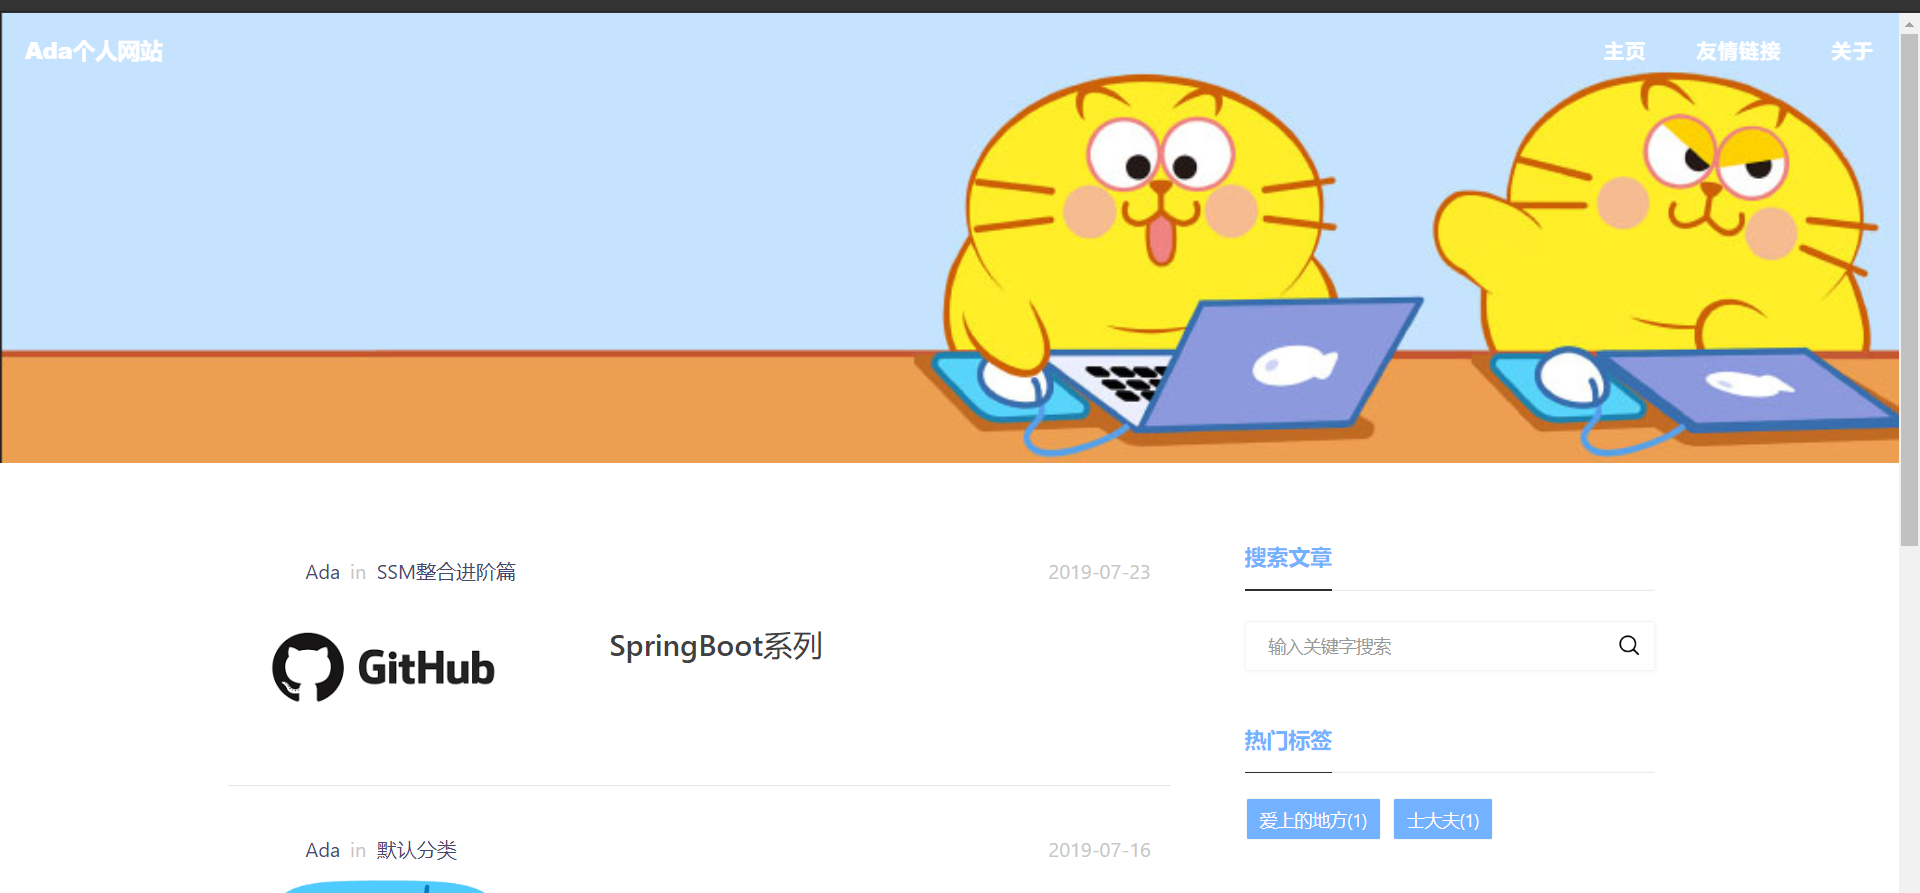 Ada个人网站
主页 友情链接 关于
Ada in SSM整合进阶篇 2019-07-23
GitHub
SpringBoot系列
Ada in 默认分类 2019-07-16
搜索文章
输入关键字搜索
热门标签
爱上的地方(1) 士大夫(1)